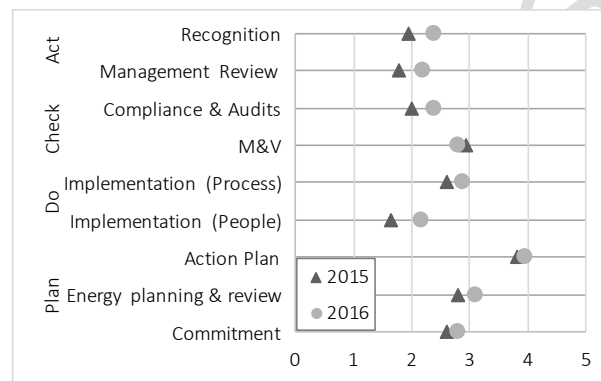 Act
Recognition
Management Review
Check
Compliance & Audits
M&V
Do
Implementation (Process)
Implementation (People)
Plan
Action Plan
Energy planning & review
Commitment
2015
2016
0 1 2 3 4 5